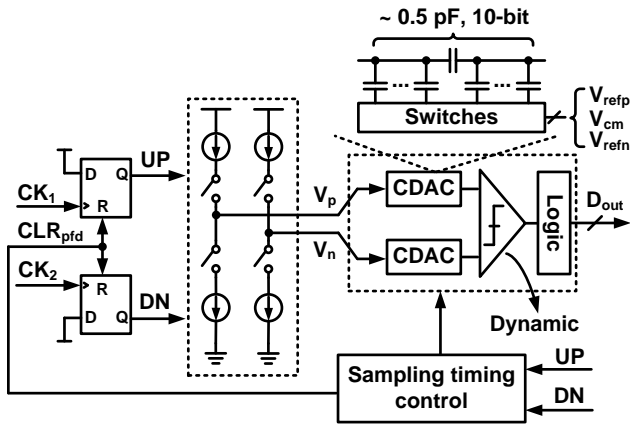 ~ 0.5 pF, 10-bit
Switches
Vrefp
Vcm
Vrefn
D Q
R
UP
CK1
CLRpfd
CK2
R
D Q
DN
Vp
Vn
CDAC
CDAC
Logic
Dout
Dynamic
Sampling timing
control
UP
DN